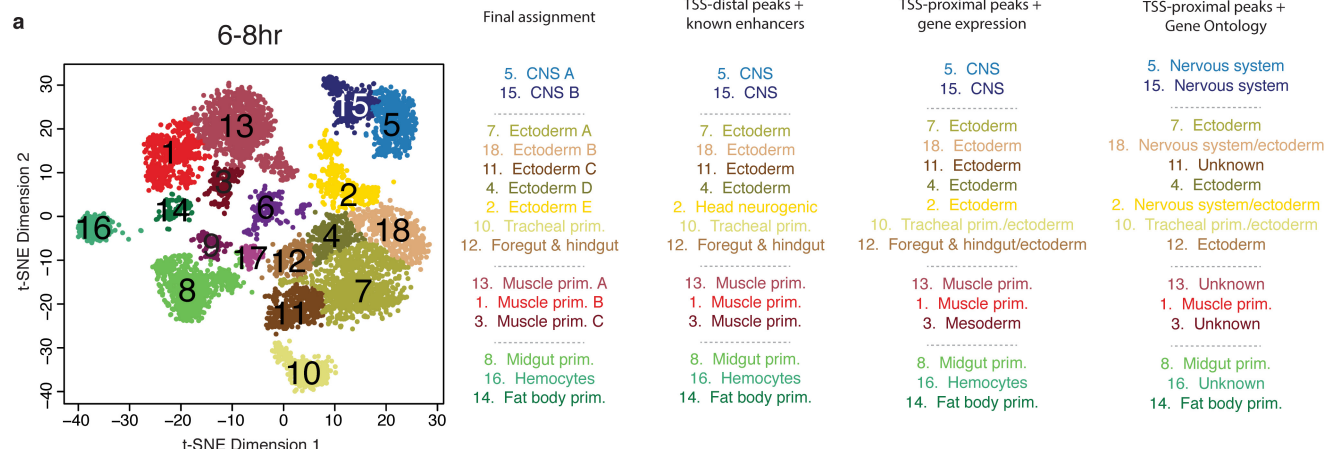 a
6-8hr
t-SNE Dimension 2
30
20
10
0
−10
−20
−30
−40
−40 −30 −20 −10 0 10 20 30
t-SNE Dimension 1
15
5
13
1
3
2
14
6
16
18
4
9
17
12
8
7
11
10
Final assignment
5. CNS A
15. CNS B
7. Ectoderm A
18. Ectoderm B
11. Ectoderm C
4. Ectoderm D
2. Ectoderm E
10. Tracheal prim.
12. Foregut & hindgut
13. Muscle prim. A
1. Muscle prim. B
3. Muscle prim. C
8. Midgut prim.
16. Hemocytes
14. Fat body prim.
TSS-distal peaks +
known enhancers
5. CNS
15. CNS
7. Ectoderm
18. Ectoderm
11. Ectoderm
4. Ectoderm
2. Head neurogenic
10. Tracheal prim.
12. Foregut & hindgut
13. Muscle prim.
1. Muscle prim.
3. Muscle prim.
8. Midgut prim.
16. Hemocytes
14. Fat body prim.
TSS-proximal peaks +
gene expression
5. CNS
15. CNS
7. Ectoderm
18. Ectoderm
11. Ectoderm
4. Ectoderm
2. Ectoderm
10. Tracheal prim./ectoderm
12. Foregut & hindgut/ectoderm
13. Muscle prim.
1. Muscle prim.
3. Mesoderm
8. Midgut prim.
16. Hemocytes
14. Fat body prim.
TSS-proximal peaks +
Gene Ontology
5. Nervous system
15. Nervous system
7. Ectoderm
18. Nervous system/ectoderm
11. Unknown
4. Ectoderm
2. Nervous system/ectoderm
10. Tracheal prim./ectoderm
12. Ectoderm
13. Unknown
1. Muscle prim.
3. Unknown
8. Midgut prim.
16. Unknown
14. Fat body prim.